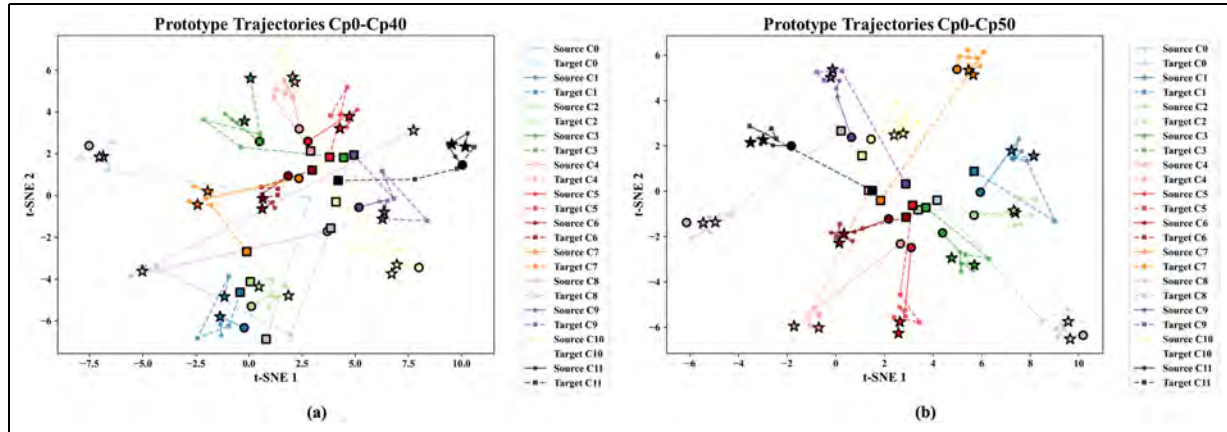 Prototype Trajectories Cp0-Cp40
6
4
2
0
−2
−4
−6
t-SNE 2
−7.5
−5.0
−2.5
0.0
2.5
5.0
7.5
10.0
t-SNE 1
Source C0
Target C0
Source C1
Target C1
Source C2
Target C2
Source C3
Target C3
Source C4
Target C4
Source C5
Target C5
Source C6
Target C6
Source C7
Target C7
Source C8
Target C8
Source C9
Target C9
Source C10
Target C10
Source C11
Target C11
(a)
Prototype Trajectories Cp0-Cp50
6
4
2
0
−2
−4
−6
t-SNE 2
−6
−4
−2
0
2
4
6
8
10
t-SNE 1
Source C0
Target C0
Source C1
Target C1
Source C2
Target C2
Source C3
Target C3
Source C4
Target C4
Source C5
Target C5
Source C6
Target C6
Source C7
Target C7
Source C8
Target C8
Source C9
Target C9
Source C10
Target C10
Source C11
Target C11
(b)